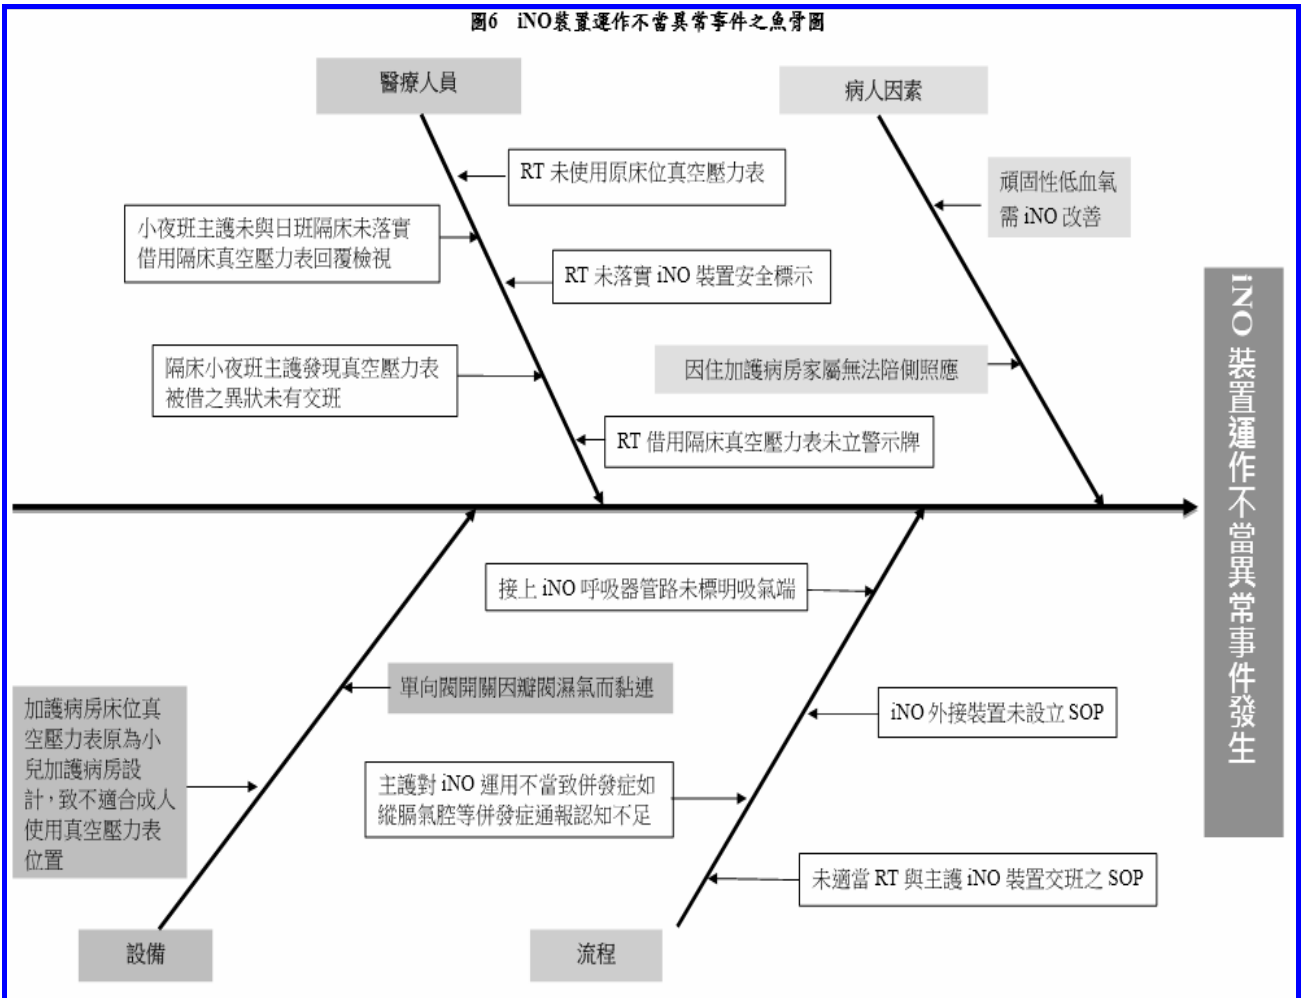 圖6 iNO裝置運作不當異常事件之魚骨圖
醫療人員
病人因素
RT 未使用原床位真空壓力表
頑固性低血氧
需 iNO 改善
小夜班主護未與日班隔床未落實
借用隔床真空壓力表回覆檢視
RT 未落實 iNO 裝置安全標示
隔床小夜班主護發現真空壓力表
被借之異狀未有交班
因住加護病房家屬無法陪側照應
RT 借用隔床真空壓力表未立警示牌
iNO 裝置運作不當異常事件發生
接上 iNO 呼吸器管路未標明吸氣端
單向閥開關因瓣閥濕氣而黏連
加護病房床位真
空壓力表原為小
兒加護病房設
計，致不適合成人
使用真空壓力表
位置
iNO 外接裝置未設立 SOP
主護對 iNO 運用不當致併發症如
縱膈氣腔等併發症通報認知不足
未適當 RT 與主護 iNO 裝置交班之 SOP
設備
流程